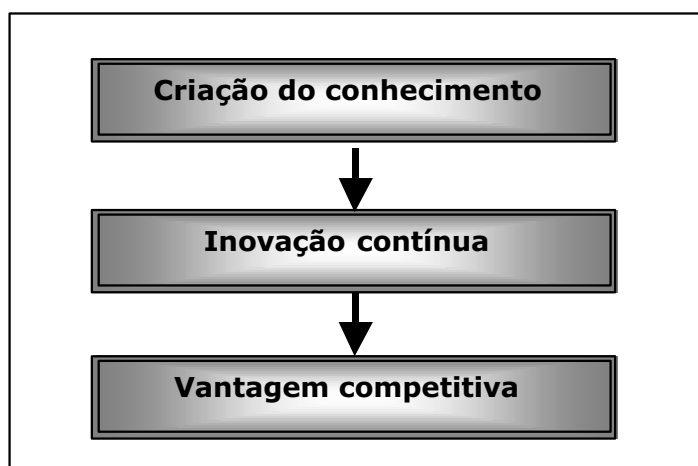 Criação do conhecimento
Inovação contínua
Vantagem competitiva